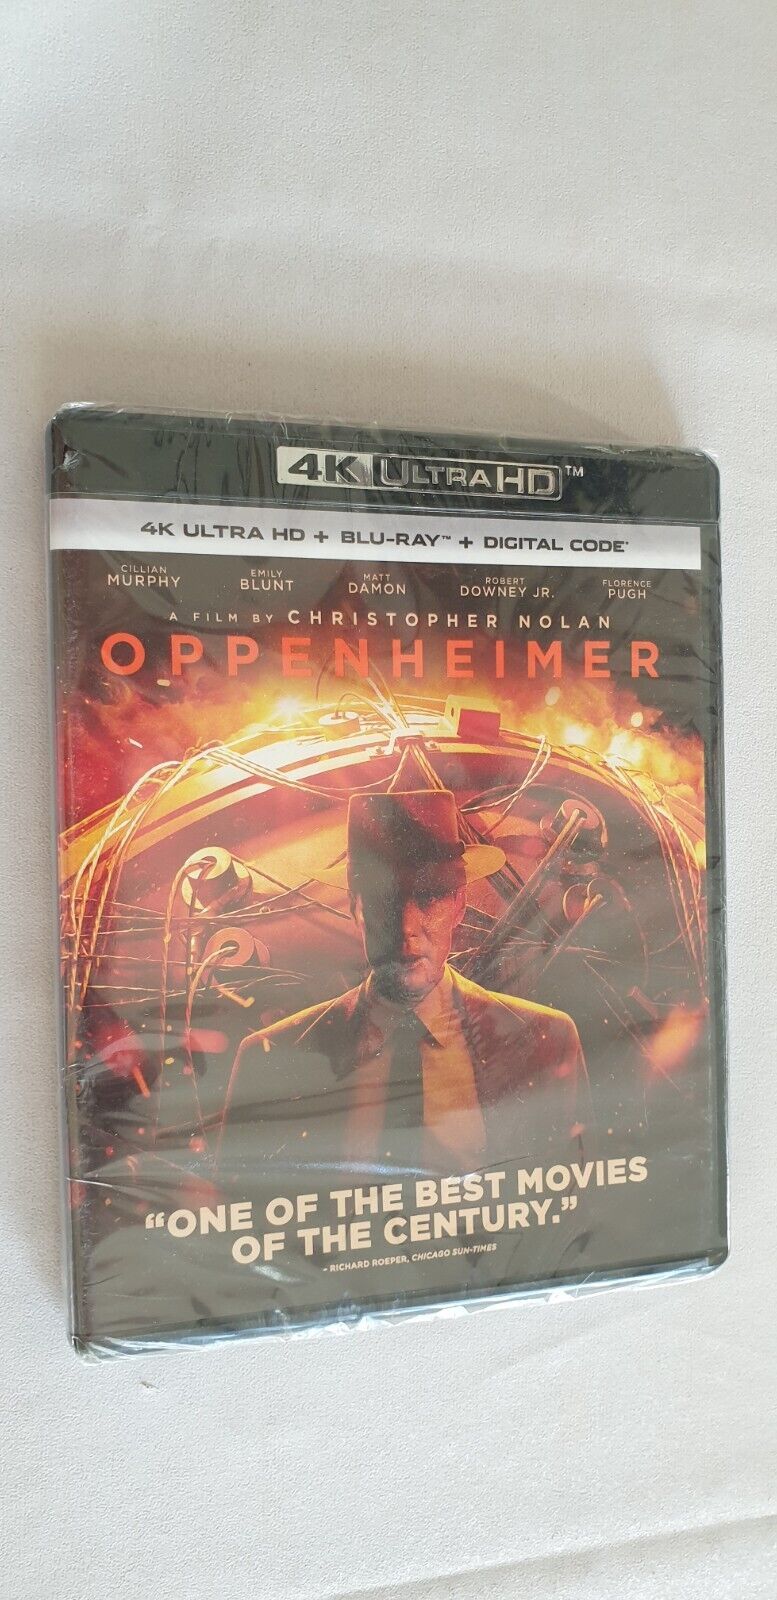 4K ULTRA HD™
4K ULTRA HD + BLU-RAY™ + DIGITAL CODE*
CILLIAN MURPHY EMILY BLUNT MATT DAMON ROBERT DOWNEY JR. FLORENCE PUGH
A FILM BY CHRISTOPHER NOLAN
OPPENHEIMER
“ONE OF THE BEST MOVIES
OF THE CENTURY.”
- RICHARD ROEPER, CHICAGO SUN-TIMES